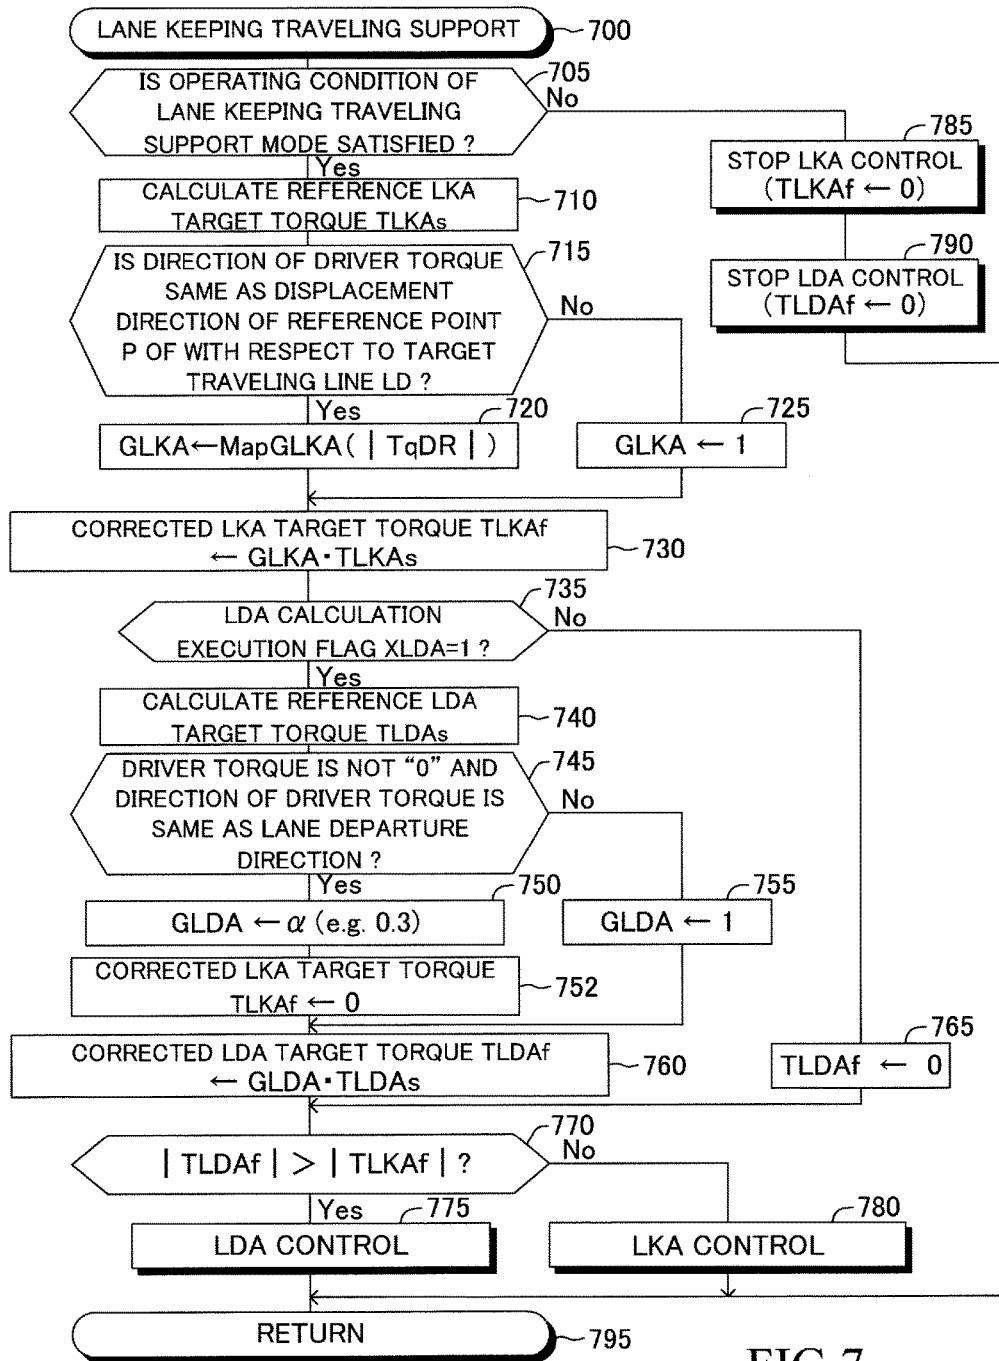 LANE KEEPING TRAVELING SUPPORT
700
IS OPERATING CONDITION OF
LANE KEEPING TRAVELING
SUPPORT MODE SATISFIED ?
705
No
Yes
785
STOP LKA CONTROL
(TLKAf ← 0)
CALCULATE REFERENCE LKA
TARGET TORQUE TLKAs
710
790
STOP LDA CONTROL
(TLDAf ← 0)
IS DIRECTION OF DRIVER TORQUE
SAME AS DISPLACEMENT
DIRECTION OF REFERENCE POINT
P OF WITH RESPECT TO TARGET
TRAVELING LINE LD ?
715
No
Yes
720
GLKA←MapGLKA( | TqDR | )
725
GLKA ← 1
CORRECTED LKA TARGET TORQUE TLKAf
← GLKA・TLKAs
730
LDA CALCULATION
EXECUTION FLAG XLDA=1 ?
735
No
Yes
CALCULATE REFERENCE LDA
TARGET TORQUE TLDAs
740
DRIVER TORQUE IS NOT “0” AND
DIRECTION OF DRIVER TORQUE IS
SAME AS LANE DEPARTURE
DIRECTION ?
745
No
Yes
750
GLDA ← α (e.g. 0.3)
755
GLDA ← 1
CORRECTED LKA TARGET TORQUE
TLKAf ← 0
752
CORRECTED LDA TARGET TORQUE TLDAf
← GLDA・TLDAs
760
765
TLDAf ← 0
| TLDAf | > | TLKAf | ?
770
No
Yes
775
LDA CONTROL
780
LKA CONTROL
RETURN
795
FIG.7